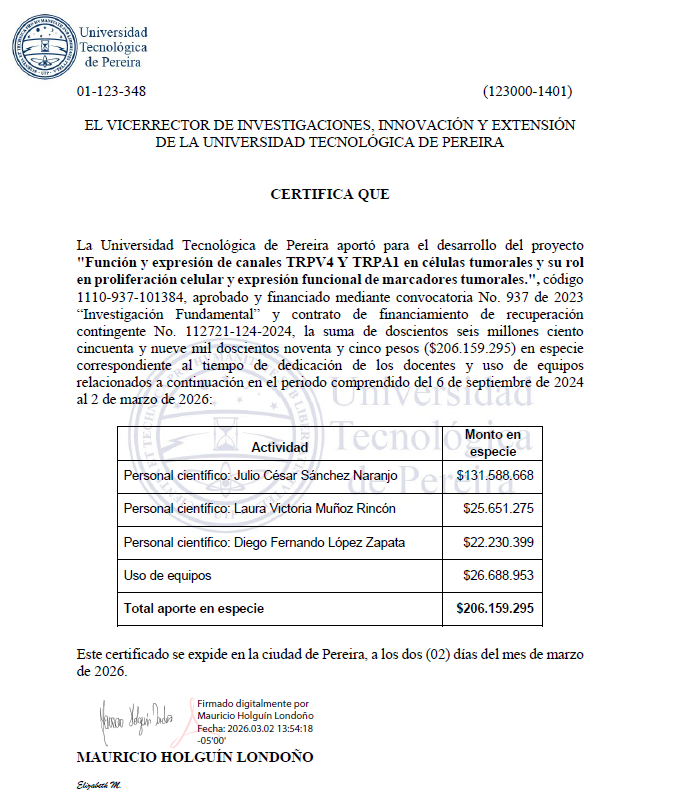 Universidad
Tecnológica
de Pereira
01-123-348 (123000-1401)
EL VICERRECTOR DE INVESTIGACIONES, INNOVACIÓN Y EXTENSIÓN
DE LA UNIVERSIDAD TECNOLÓGICA DE PEREIRA
CERTIFICA QUE
La Universidad Tecnológica de Pereira aportó para el desarrollo del proyecto
"Función y expresión de canales TRPV4 Y TRPA1 en células tumorales y su rol
en proliferación celular y expresión funcional de marcadores tumorales.", código
1110-937-101384, aprobado y financiado mediante convocatoria No. 937 de 2023
“Investigación Fundamental” y contrato de financiamiento de recuperación
contingente No. 112721-124-2024, la suma de doscientos seis millones ciento
cincuenta y nueve mil doscientos noventa y cinco pesos ($206.159.295) en especie
correspondiente al tiempo de dedicación de los docentes y uso de equipos
relacionados a continuación en el periodo comprendido del 6 de septiembre de 2024
al 2 de marzo de 2026:
Universidad
Tecnológica
de Pereira
Actividad Monto en especie
Personal científico: Julio César Sánchez Naranjo $131.588.668
Personal científico: Laura Victoria Muñoz Rincón $25.651.275
Personal científico: Diego Fernando López Zapata $22.230.399
Uso de equipos $26.688.953
Total aporte en especie $206.159.295
Este certificado se expide en la ciudad de Pereira, a los dos (02) días del mes de marzo
de 2026.
Firmado digitalmente por
Mauricio Holguín Londoño
Fecha: 2026.03.02 13:54:18
-05'00'
MAURICIO HOLGUÍN LONDOÑO
Elizabeth M.